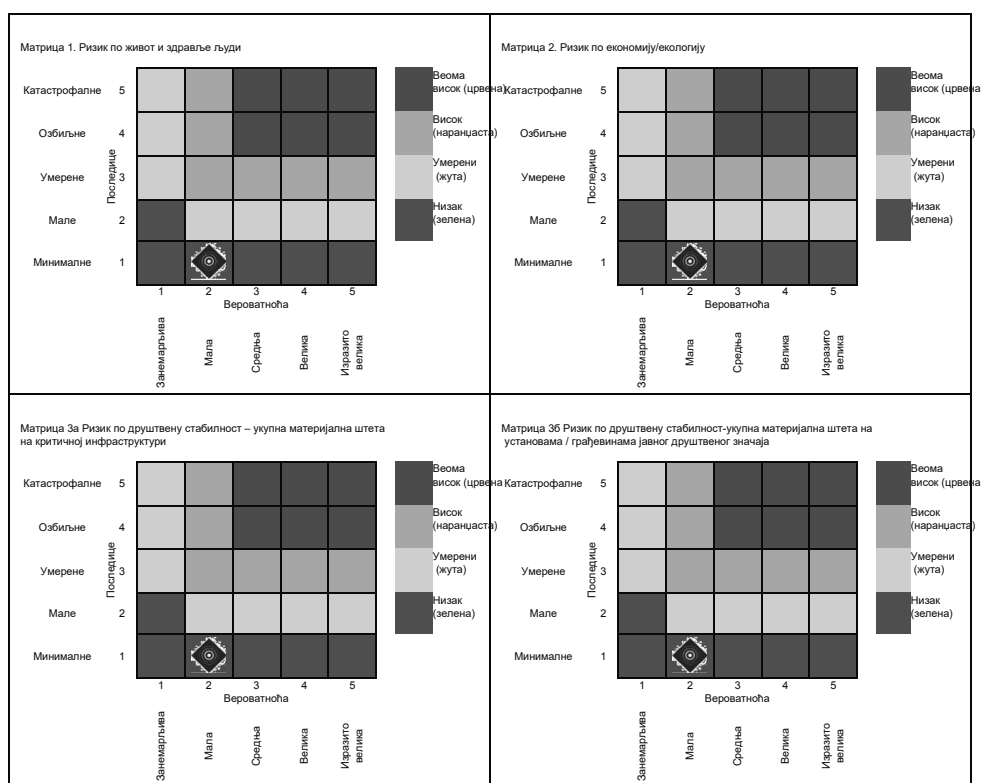 Матрица 1. Ризик по живот и здравље људи
Катастрофалне 5
Озбиљне 4
Умерене 3
Мале 2
Минималне 1
Последице
1 2 3 4 5
Вероватноћа
Занемарљива
Мала
Средња
Велика
Изразито
велика
Веома
висок (црвена)
Висок
(наранџаста)
Умерени
(жута)
Низак
(зелена)
Матрица 2. Ризик по економију/екологију
Катастрофалне 5
Озбиљне 4
Умерене 3
Мале 2
Минималне 1
Последице
1 2 3 4 5
Вероватноћа
Занемарљива
Мала
Средња
Велика
Изразито
велика
Веома
висок (црвена
Висок
(наранџаста)
Умерени
(жута)
Низак
(зелена)
Матрица 3а Ризик по друштвену стабилност – укупна материјална штета
на критичној инфраструктури
Катастрофалне 5
Озбиљне 4
Умерене 3
Мале 2
Минималне 1
Последице
1 2 3 4 5
Вероватноћа
Занемарљива
Мала
Средња
Велика
Изразито
велика
Веома
висок (црвена
Висок
(наранџаста)
Умерени
(жута)
Низак
(зелена)
Матрица 3б Ризик по друштвену стабилност-укупна материјална штета на
установама / грађевинама јавног друштвеног значаја
Катастрофалне 5
Озбиљне 4
Умерене 3
Мале 2
Минималне 1
Последице
1 2 3 4 5
Вероватноћа
Занемарљива
Мала
Средња
Велика
Изразито
велика
Веома
висок (црвена
Висок
(наранџаста)
Умерени
(жута)
Низак
(зелена)